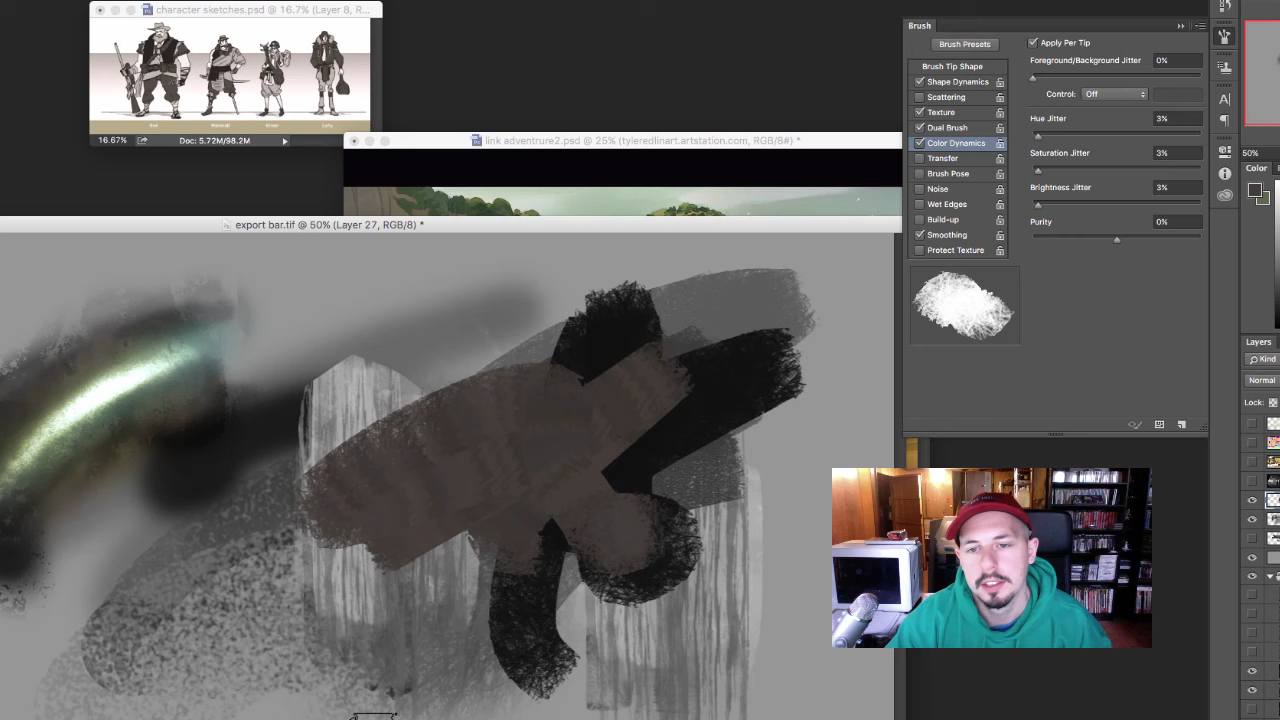 character sketches.psd @ 16.7% (Layer 8, R...
16.67%
Doc: 5.72M/98.2M
link adventrure2.psd @ 25% (tyleredlinart.artstation.com, RGB/8#) *
export bar.tif @ 50% (Layer 27, RGB/8) *
Brush
Brush Presets
Brush Tip Shape
Shape Dynamics
Scattering
Texture
Dual Brush
Color Dynamics
Transfer
Brush Pose
Noise
Wet Edges
Build-up
Smoothing
Protect Texture
Apply Per Tip
Foreground/Background Jitter 0%
Control: Off
Hue Jitter 3%
Saturation Jitter 3%
Brightness Jitter 3%
Purity 0%
50%
Color
Layers
Kind
Normal
Lock: